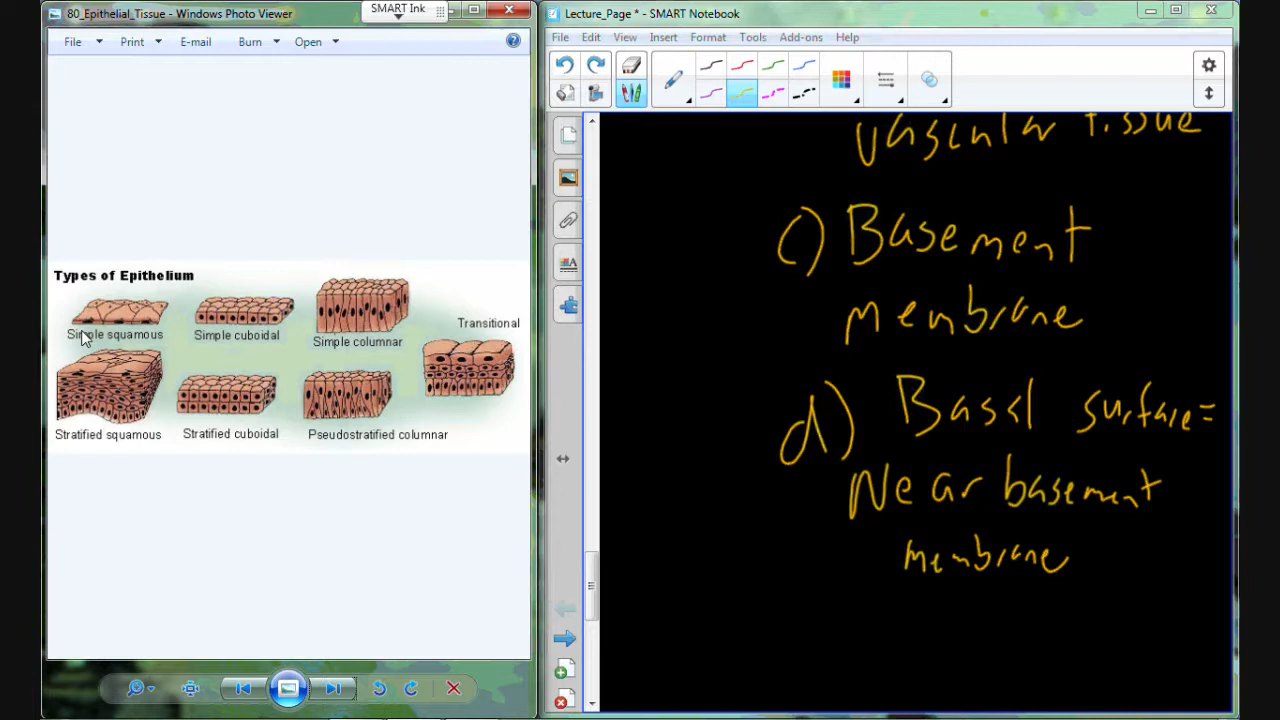 80_Epithelial_Tissue - Windows Photo Viewer
SMART Ink
File Print E-mail Burn Open
Types of Epithelium
Simple squamous
Simple cuboidal
Simple columnar
Transitional
Stratified squamous
Stratified cuboidal
Pseudostratified columnar
Lecture_Page * - SMART Notebook
File Edit View Insert Format Tools Add-ons Help
vascular tissue
c) Basement
membrane
d) Basal surface=
Near basement
membrane